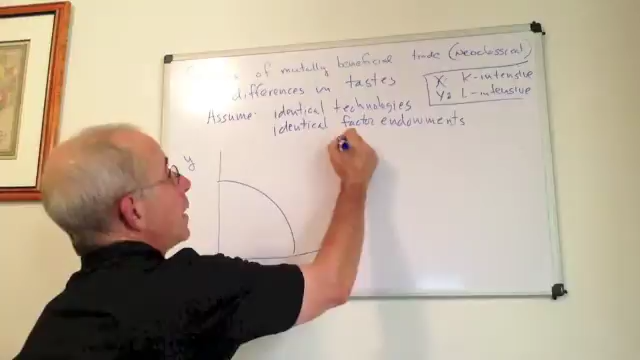 of mutually beneficial trade (Neoclassical)
differences in tastes
X: K-intensive
Y: L-intensive
Assume: identical technologies
identical factor endowments
y